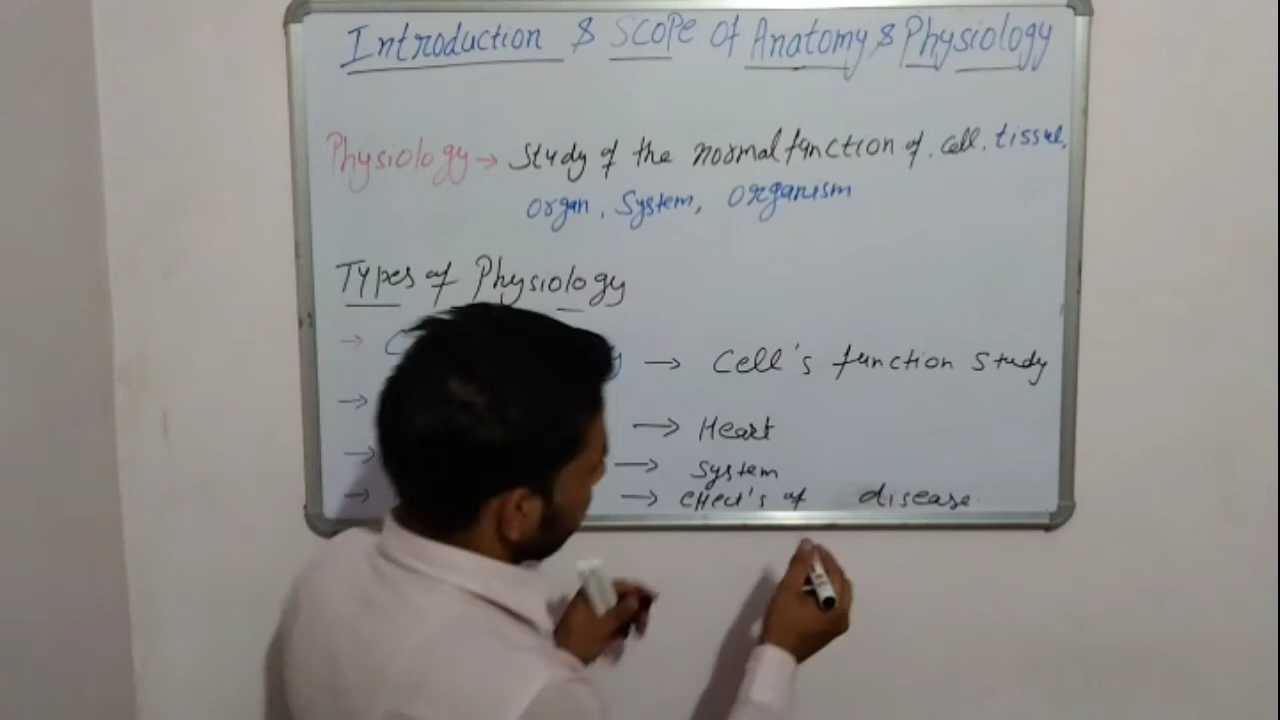 Introduction & Scope of Anatomy & Physiology
Physiology → Study of the normal function of cell. tissue,
organ, System, Organism
Types of Physiology
→ → Cell's function Study
→ → Heart
→ → System
→ → of disease